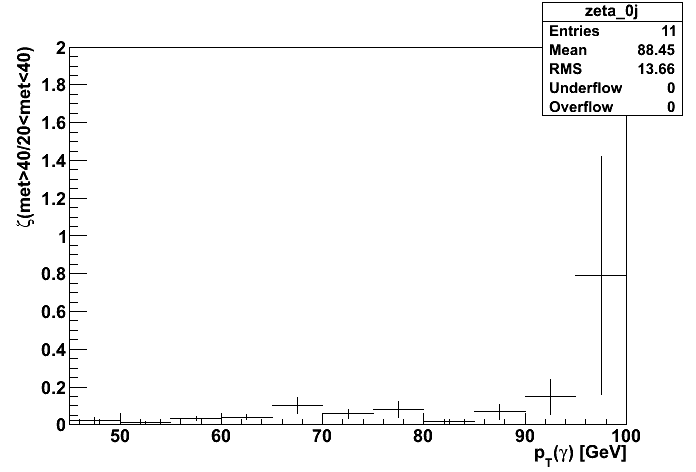 zeta_0j
Entries 11
Mean 88.45
RMS 13.66
Underflow 0
Overflow 0
ζ(met>40/20<met<40)
2
1.8
1.6
1.4
1.2
1
0.8
0.6
0.4
0.2
0
50 60 70 80 90 100
p_T(γ) [GeV]